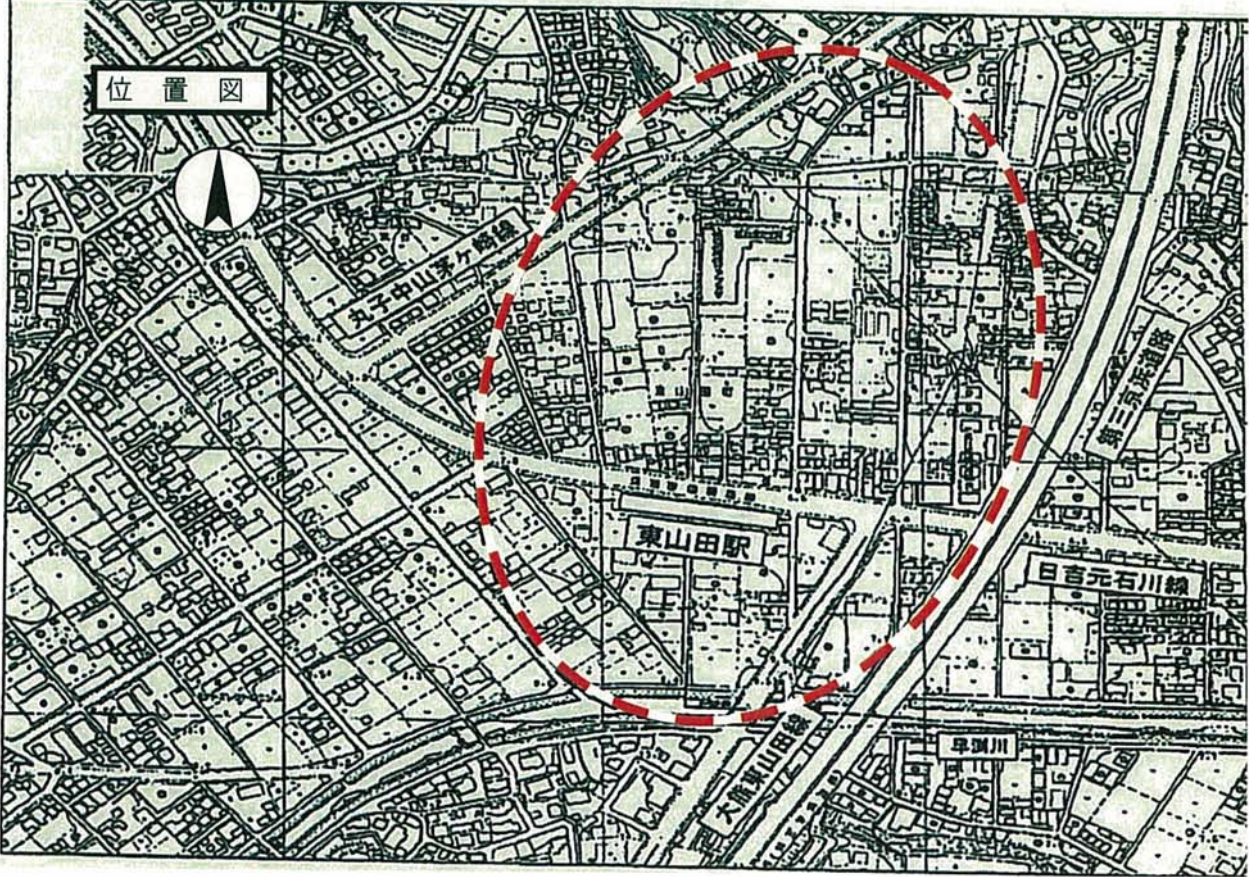 位置図
丸子中山茅ヶ崎線
第三京浜道路
東山田駅
日吉元石川線
早渕川
大熊東山田線